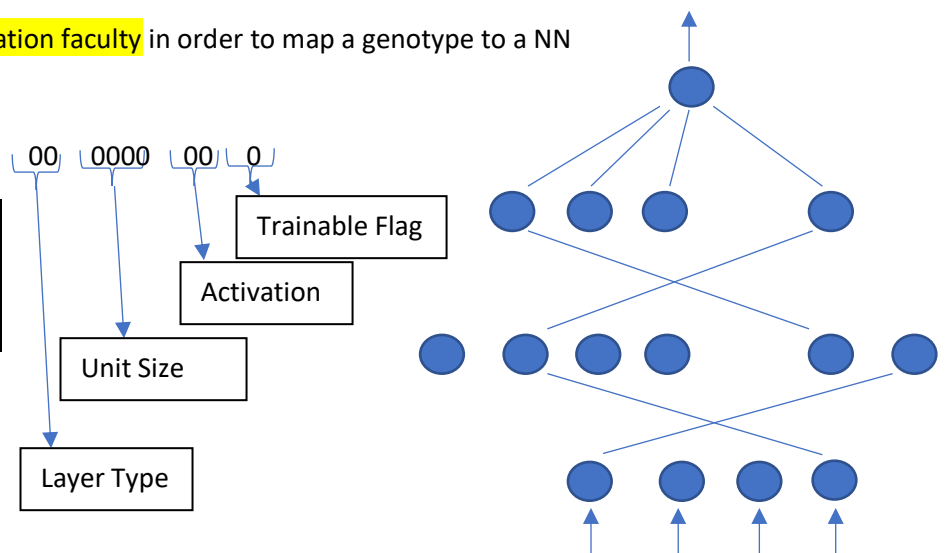 ation faculty in order to map a genotype to a NN
00 0000 00 0
Trainable Flag
Activation
Unit Size
Layer Type